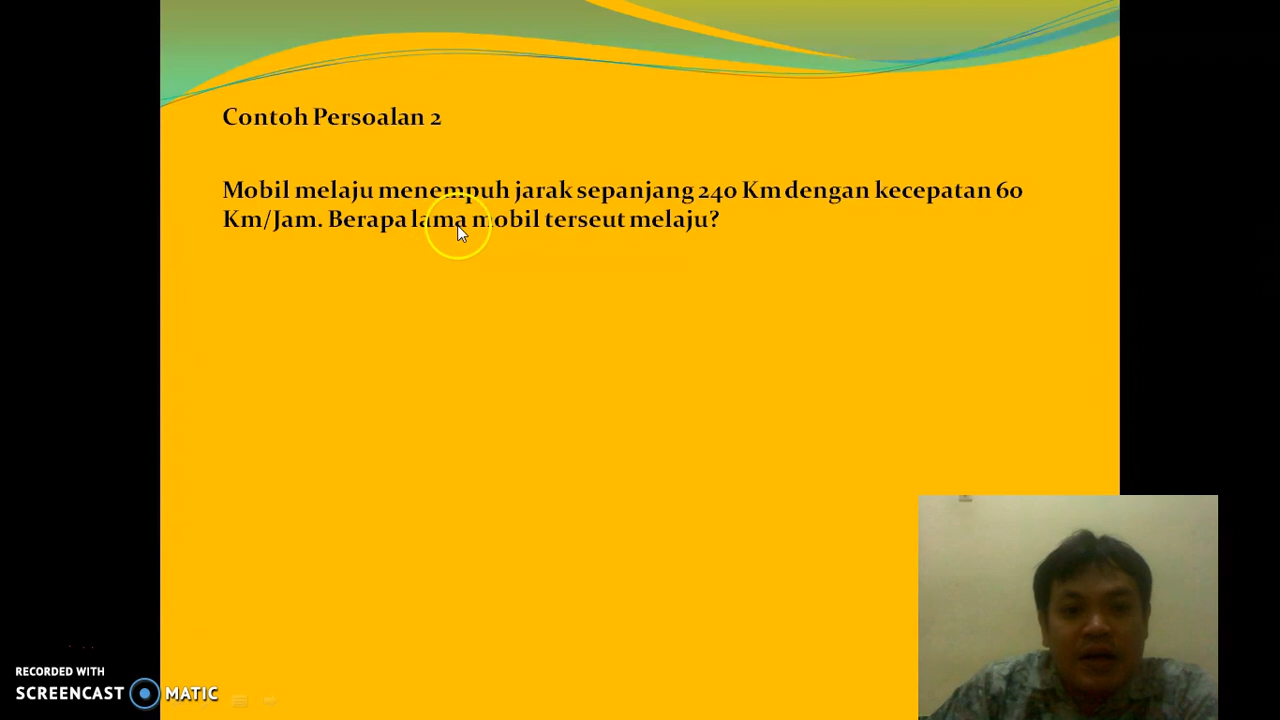 Contoh Persoalan 2
Mobil melaju menempuh jarak sepanjang 240 Km dengan kecepatan 60
Km/Jam. Berapa lama mobil terseut melaju?
RECORDED WITH
SCREENCAST MATIC